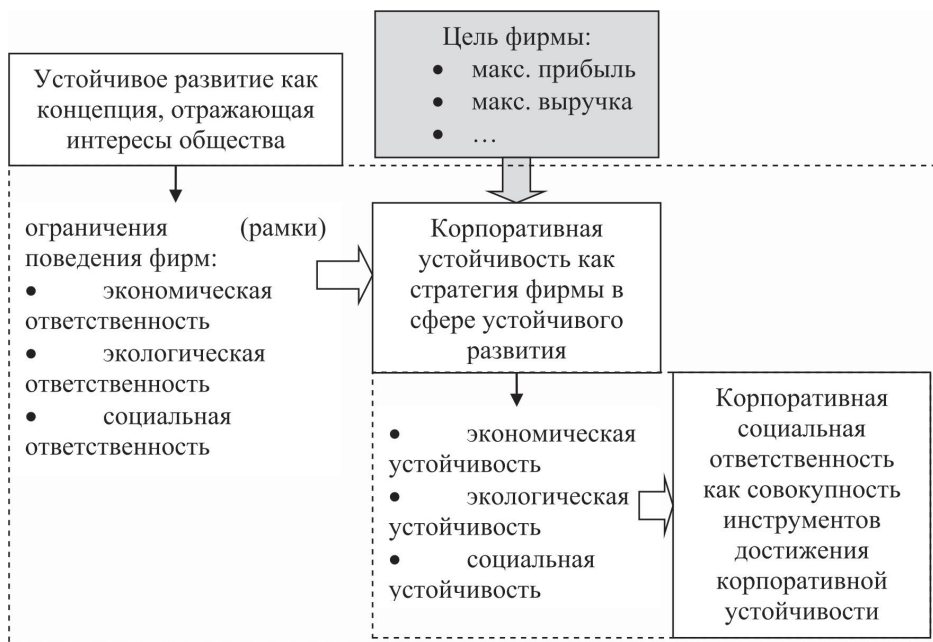 Устойчивое развитие как
концепция, отражающая
интересы общества
Цель фирмы:
• макс. прибыль
• макс. выручка
• …
ограничения (рамки)
поведения фирм:
• экономическая
ответственность
• экологическая
ответственность
• социальная
ответственность
Корпоративная
устойчивость как
стратегия фирмы в
сфере устойчивого
развития
• экономическая
устойчивость
• экологическая
устойчивость
• социальная
устойчивость
Корпоративная
социальная
ответственность
как совокупность
инструментов
достижения
корпоративной
устойчивости